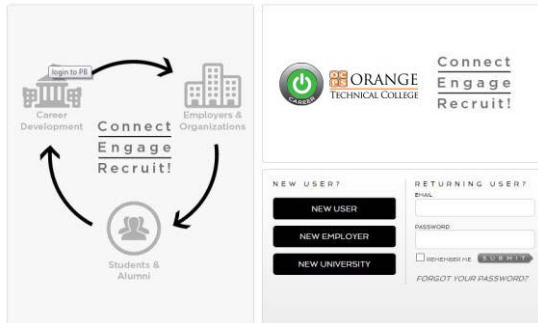 login to PB
Career
Development
Employers &
Organizations
Connect
Engage
Recruit!
Students &
Alumni
CAREER
ORANGE
TECHNICAL COLLEGE
Connect
Engage
Recruit!
NEW USER?
NEW USER
NEW EMPLOYER
NEW UNIVERSITY
RETURNING USER?
EMAIL
PASSWORD
REMEMBER ME
SUBMIT
FORGOT YOUR PASSWORD?